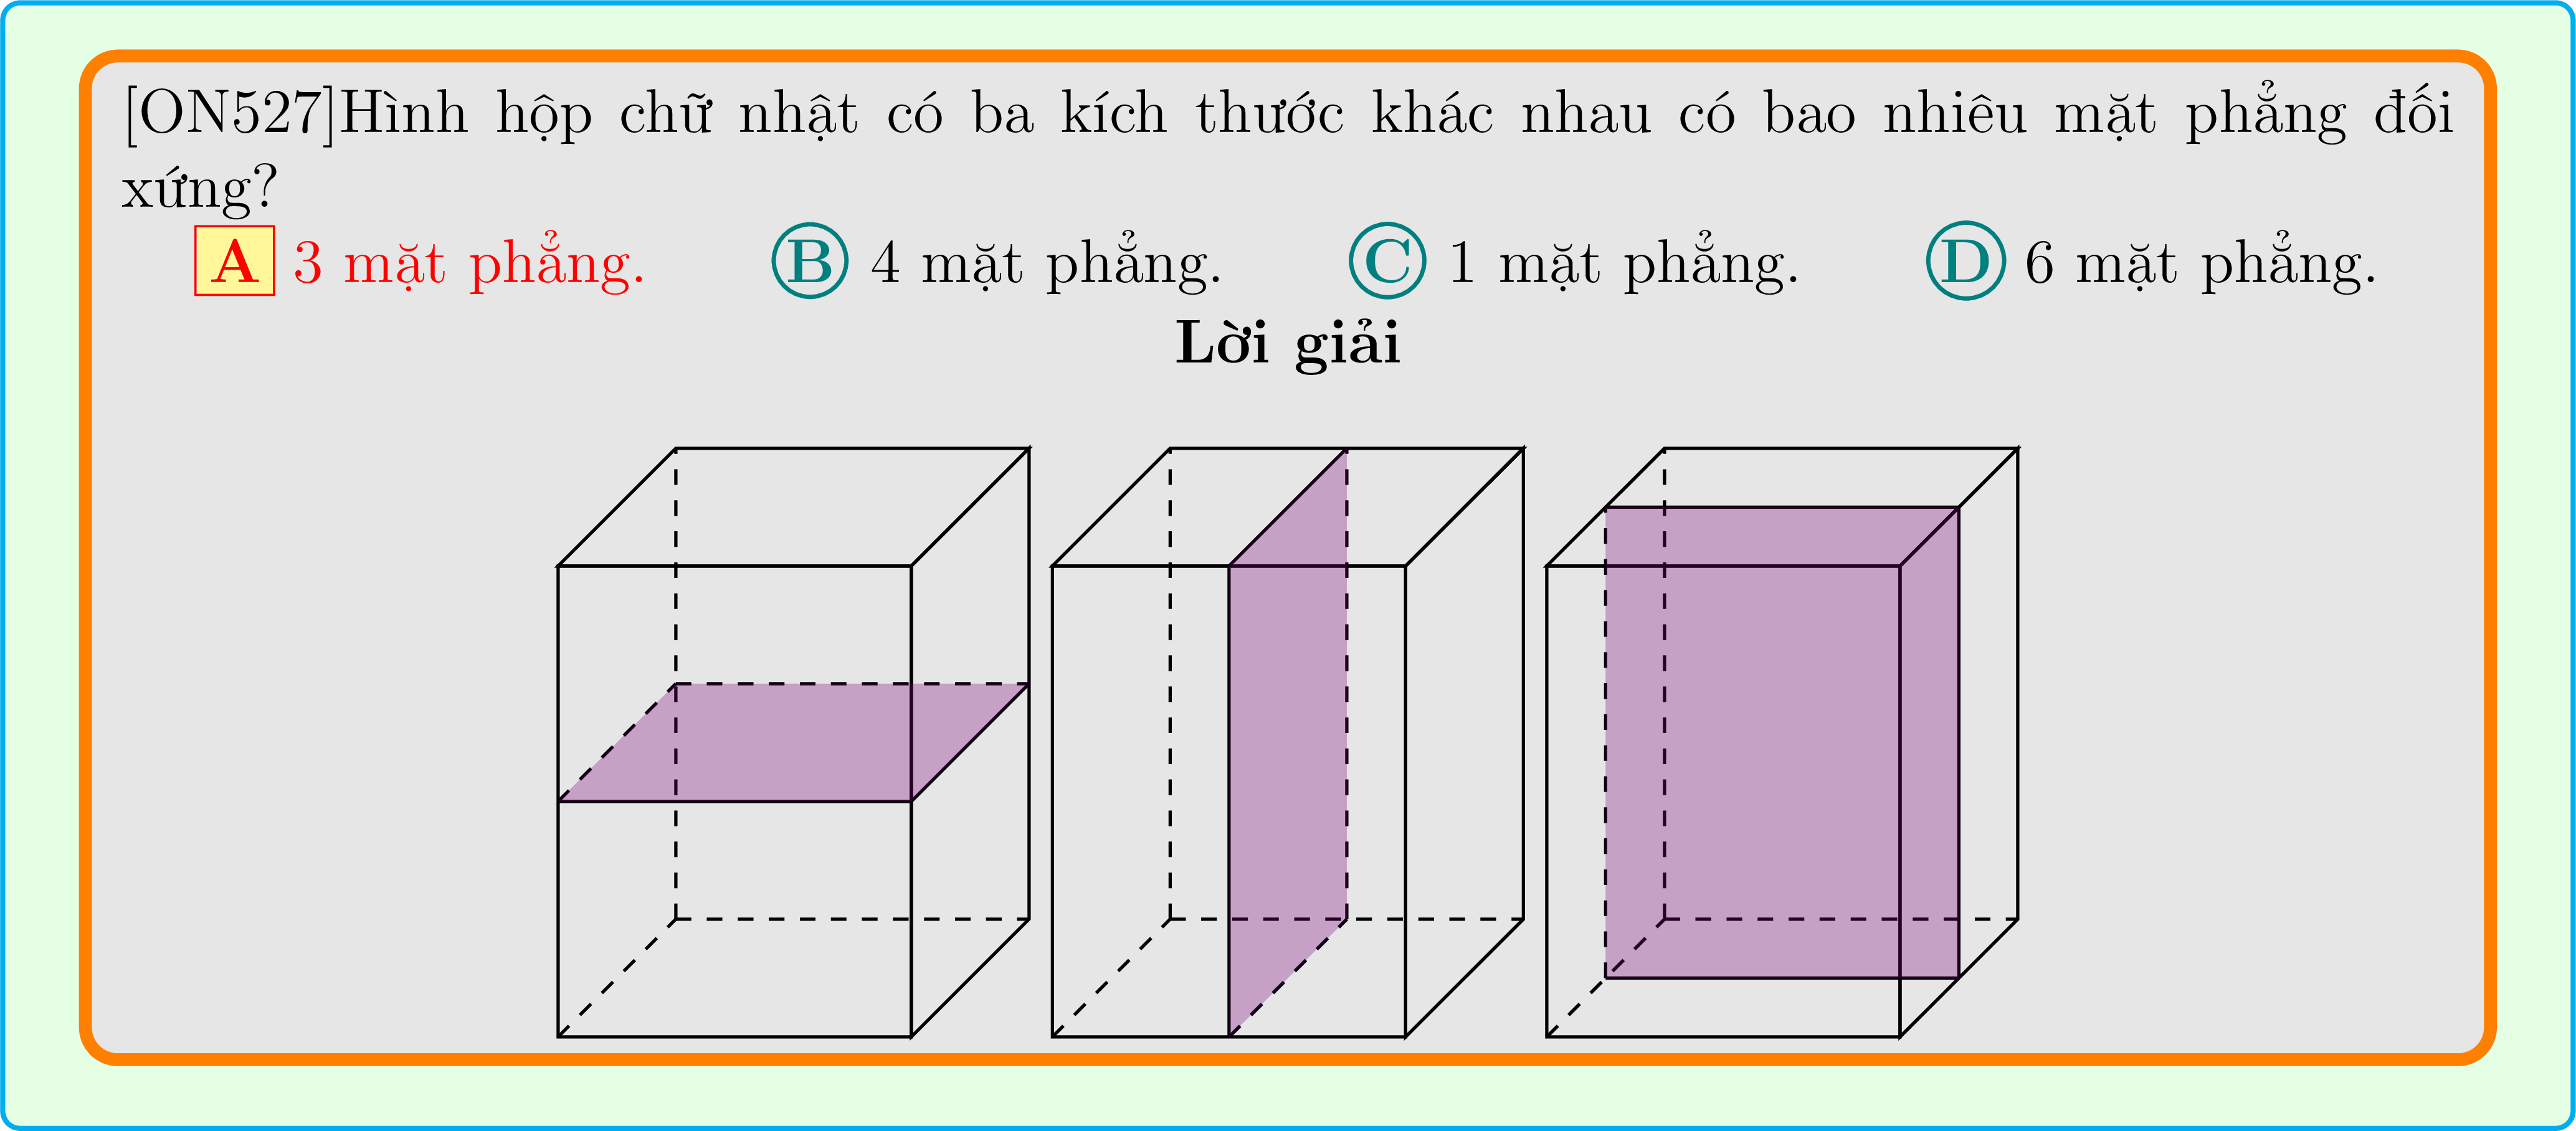 [ON527]Hình hộp chữ nhật có ba kích thước khác nhau có bao nhiêu mặt phẳng đối
xứng?
A 3 mặt phẳng. B 4 mặt phẳng. C 1 mặt phẳng. D 6 mặt phẳng.
Lời giải